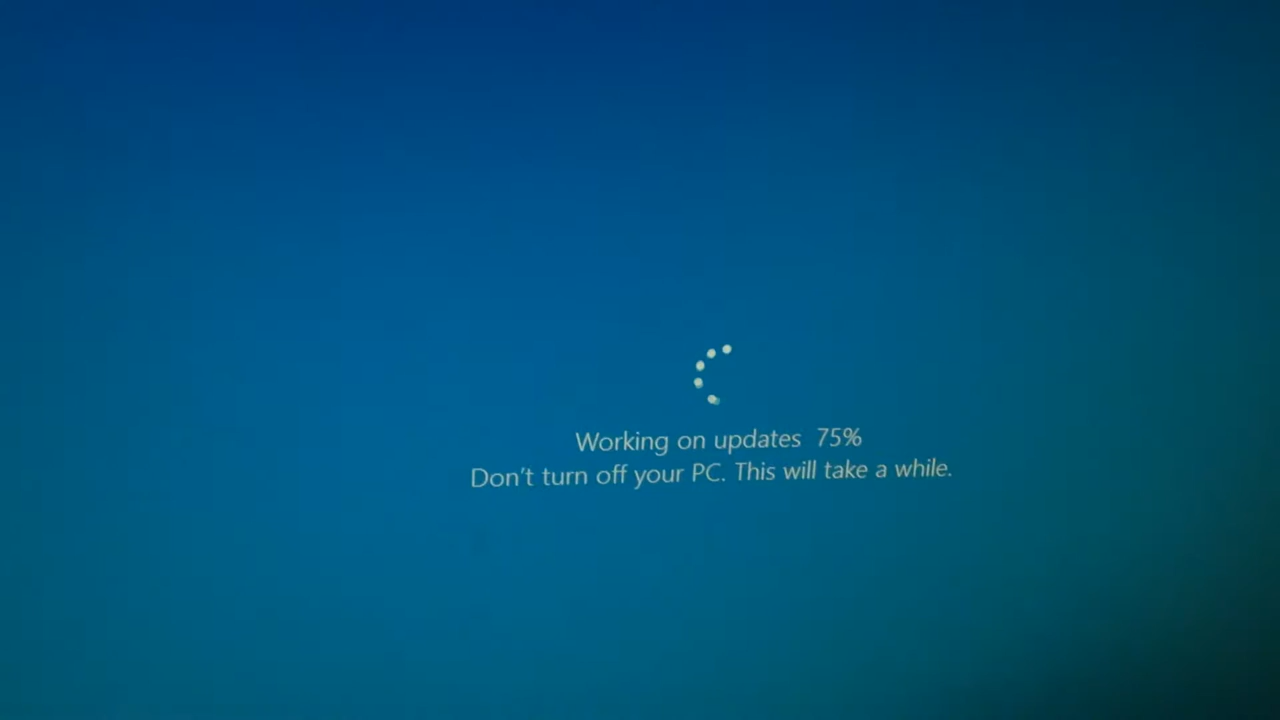 Working on updates  75%
Don't turn off your PC. This will take a while.